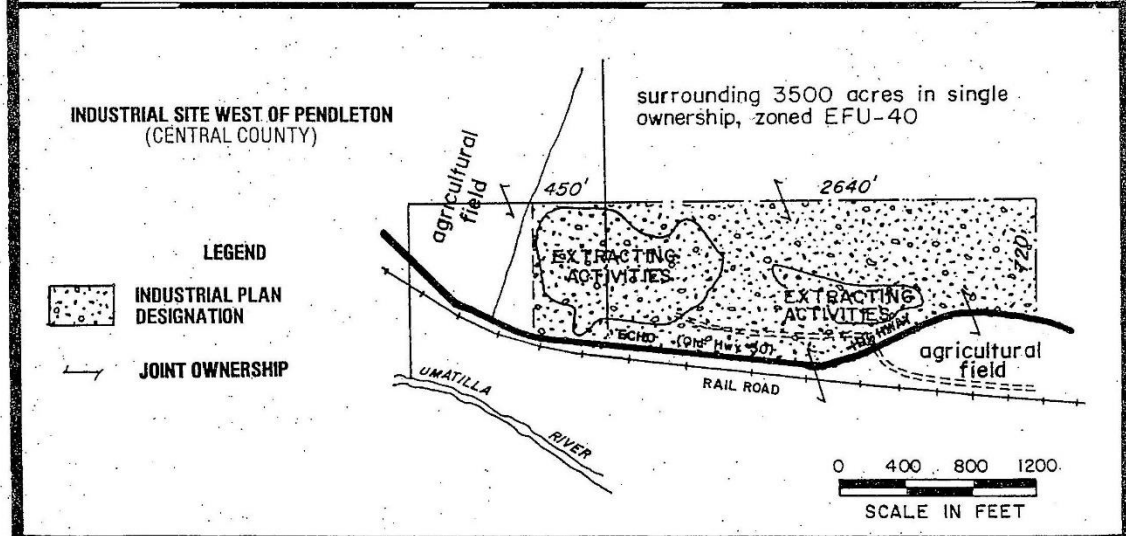 INDUSTRIAL SITE WEST OF PENDLETON
(CENTRAL COUNTY)
surrounding 3500 acres in single
ownership, zoned EFU-40
agricultural
field
450'
2640'
720'
LEGEND
INDUSTRIAL PLAN
DESIGNATION
JOINT OWNERSHIP
EXTRACTING
ACTIVITIES
EXTRACTING
ACTIVITIES
ECHO (Old Hwy 30) HIGHWAY
agricultural
field
RAIL ROAD
UMATILLA
RIVER
0 400 800 1200
SCALE IN FEET